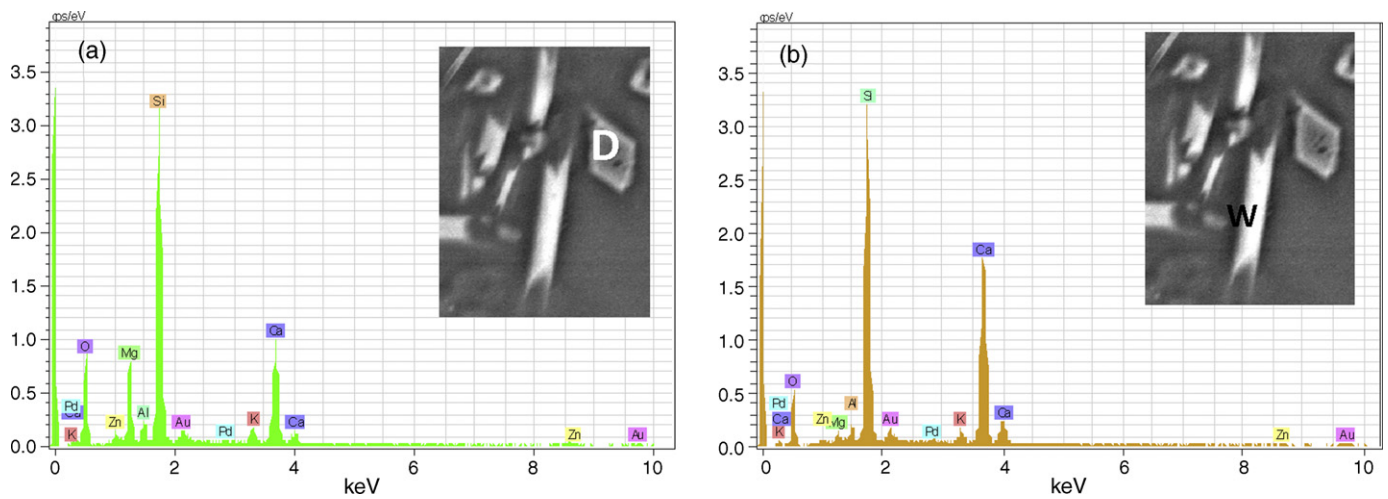 cps/eV
(a)
3.5
3.0
2.5
2.0
1.5
1.0
0.5
0.0
Si
O
Mg
Ca
Pd
Ca
K
Zn
Al
Au
Pd
K
Ca
Zn
Au
D
0 2 4 6 8 10
keV
cps/eV
(b)
3.5
3.0
2.5
2.0
1.5
1.0
0.5
0.0
Si
Ca
O
Pd
Ca
K
Zn
Al
Mg
Au
Pd
K
Ca
Zn
Au
W
0 2 4 6 8 10
keV